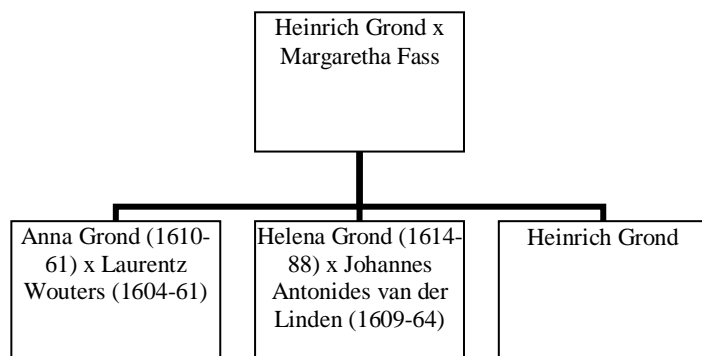 Heinrich Grond x
Margaretha Fass
Anna Grond (1610-
61) x Laurentz
Wouters (1604-61)
Helena Grond (1614-
88) x Johannes
Antonides van der
Linden (1609-64)
Heinrich Grond